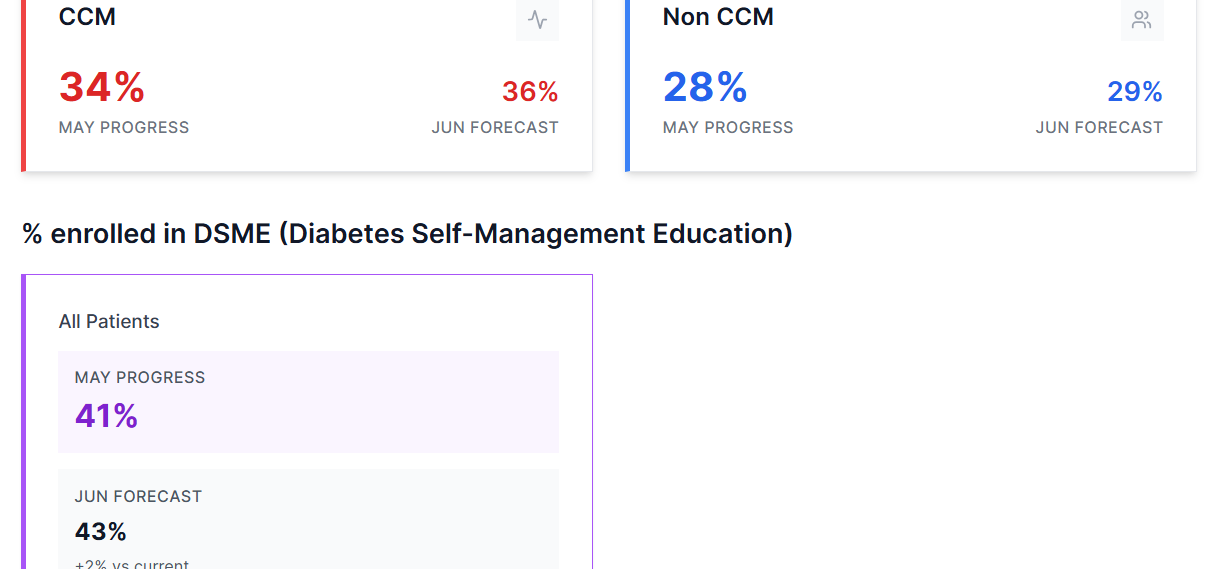 CCM
34%
36%
MAY PROGRESS
JUN FORECAST
Non CCM
28%
29%
MAY PROGRESS
JUN FORECAST
% enrolled in DSME (Diabetes Self-Management Education)
All Patients
MAY PROGRESS
41%
JUN FORECAST
43%
+2% vs current